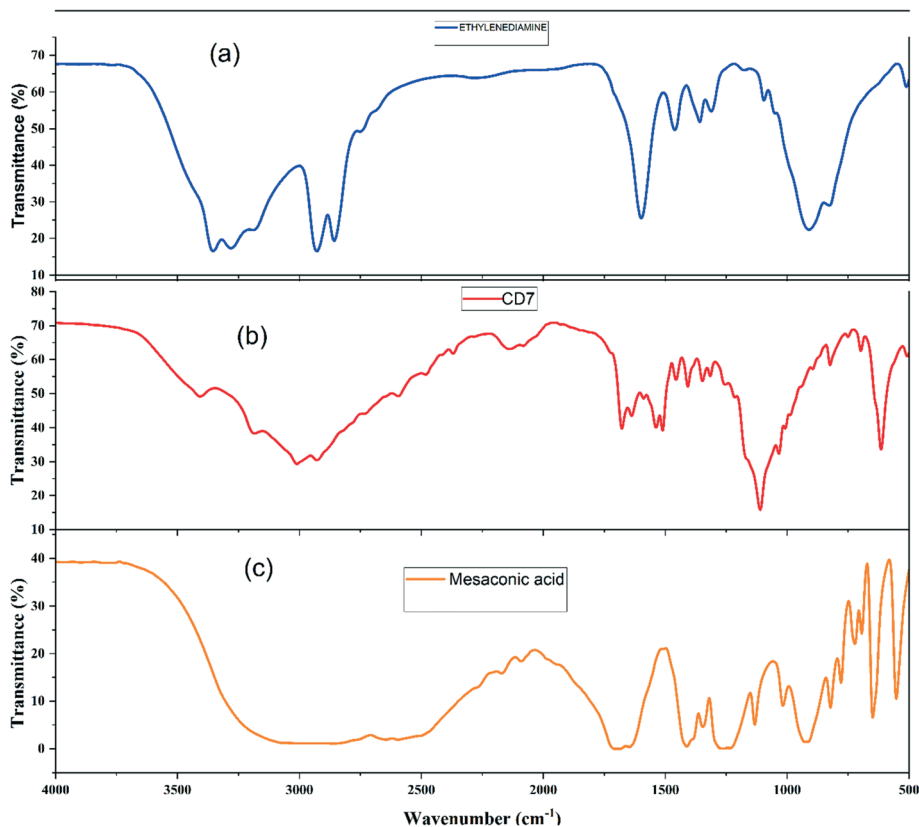 ETHYLENEDIAMINE
(a)
Transmittance (%)
70
60
50
40
30
20
10
CD7
(b)
Transmittance (%)
80
70
60
50
40
30
20
10
Mesaconic acid
(c)
Transmittance (%)
40
30
20
10
0
4000 3500 3000 2500 2000 1500 1000 500
Wavenumber (cm⁻¹)